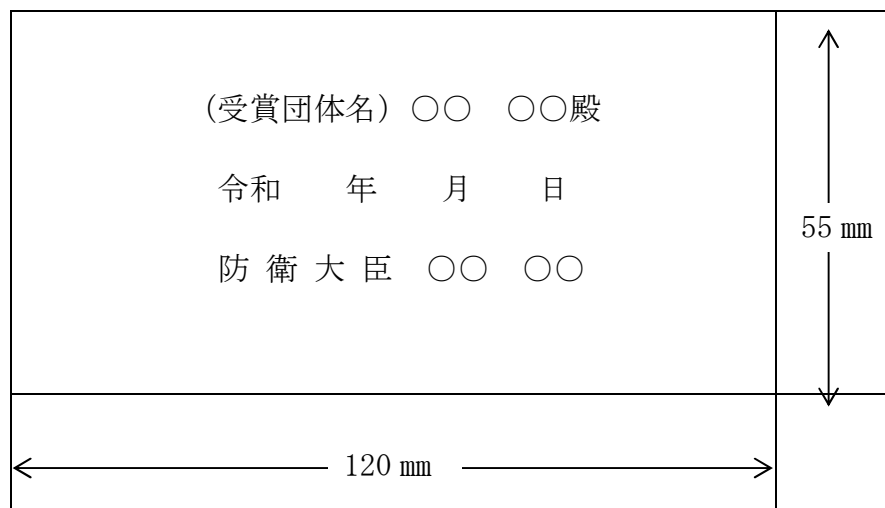 (受賞団体名) ○○　○○殿
令和　　年　　月　　日
防 衛 大 臣　○○　○○
55 ㎜
120 ㎜